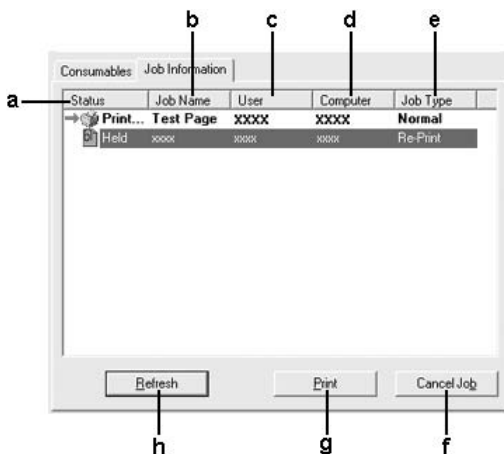 b c d e
Consumables Job Information
a Status Job Name User Computer Job Type
Print... Test Page xxxx xxxx Normal
Held xxxx xxxx xxxx Re-Print
Refresh Print Cancel Job
h g f